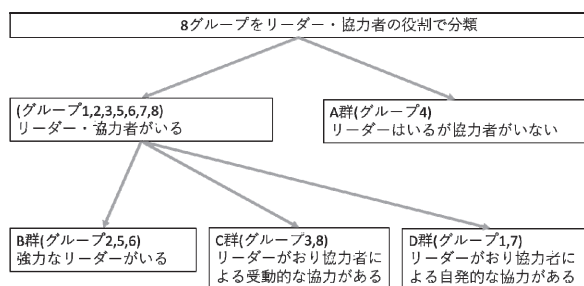 8グループをリーダー・協力者の役割で分類
(グループ1,2,3,5,6,7,8)
リーダー・協力者がいる
A群(グループ4)
リーダーはいるが協力者がいない
B群(グループ2,5,6)
強力なリーダーがいる
C群(グループ3,8)
リーダーがおり協力者に
よる受動的な協力がある
D群(グループ1,7)
リーダーがおり協力者に
よる自発的な協力がある